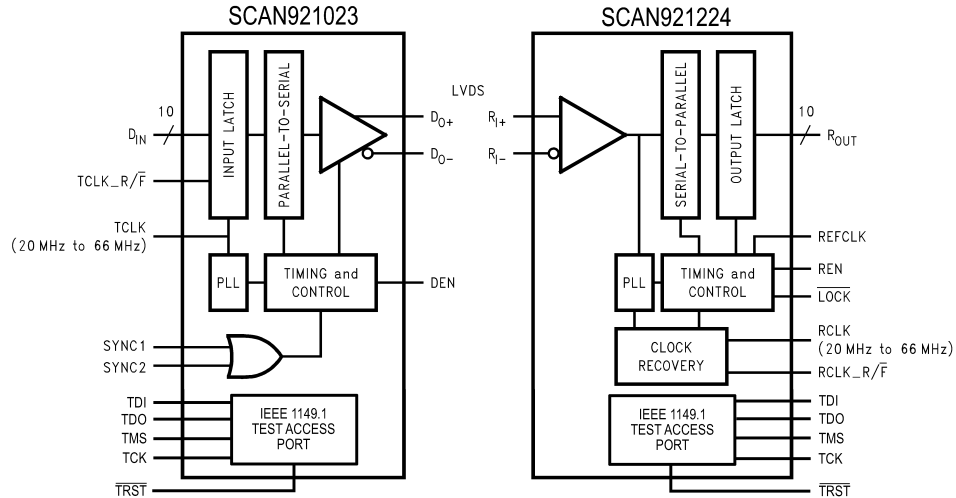 SCAN921023
SCAN921224
10
D_IN
TCLK_R/F̅
TCLK
(20 MHz to 66 MHz)
SYNC1
SYNC2
TDI
TDO
TMS
TCK
T̅R̅S̅T̅
INPUT LATCH
PARALLEL-TO-SERIAL
PLL
TIMING and
CONTROL
IEEE 1149.1
TEST ACCESS
PORT
D_O+
D_O−
DEN
LVDS
R_I+
R_I−
SERIAL-TO-PARALLEL
OUTPUT LATCH
PLL
TIMING and
CONTROL
CLOCK
RECOVERY
IEEE 1149.1
TEST ACCESS
PORT
10
R_OUT
REFCLK
REN
L̅O̅C̅K̅
RCLK
(20 MHz to 66 MHz)
RCLK_R/F̅
TDI
TDO
TMS
TCK
T̅R̅S̅T̅